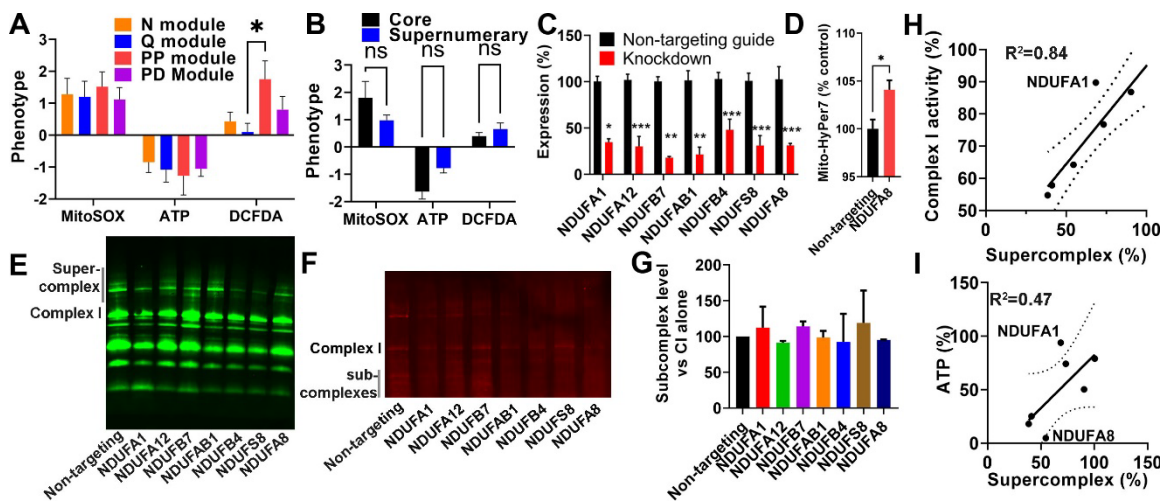 A
N module
Q module
PP module
PD Module
*
Phenotype
3
2
1
0
-1
-2
MitoSOX
ATP
DCFDA
B
Core
Supernumerary
ns
ns
ns
Phenotype
3
2
1
0
-1
-2
MitoSOX
ATP
DCFDA
C
Non-targeting guide
Knockdown
Expression (%)
150
100
50
0
*
***
**
**
***
***
***
NDUFA1
NDUFA12
NDUFB7
NDUFAB1
NDUFB4
NDUFS8
NDUFA8
D
Mito-HyPer7 (% control)
110
105
100
95
*
Non-targeting
NDUFA8
E
Super-
complex
Complex I
Non-targeting
NDUFA1
NDUFA12
NDUFB7
NDUFAB1
NDUFB4
NDUFS8
NDUFA8
F
Complex I
sub-
complexes
Non-targeting
NDUFA1
NDUFA12
NDUFB7
NDUFAB1
NDUFB4
NDUFS8
NDUFA8
G
Subcomplex level
vs CI alone
200
150
100
50
0
Non-targeting
NDUFA1
NDUFA12
NDUFB7
NDUFAB1
NDUFB4
NDUFS8
NDUFA8
H
R²=0.84
NDUFA1
Complex I activity (%)
100
90
80
70
60
50
0
50
100
Supercomplex (%)
I
R²=0.47
NDUFA1
NDUFA8
ATP (%)
150
100
50
0
0
50
100
150
Supercomplex (%)